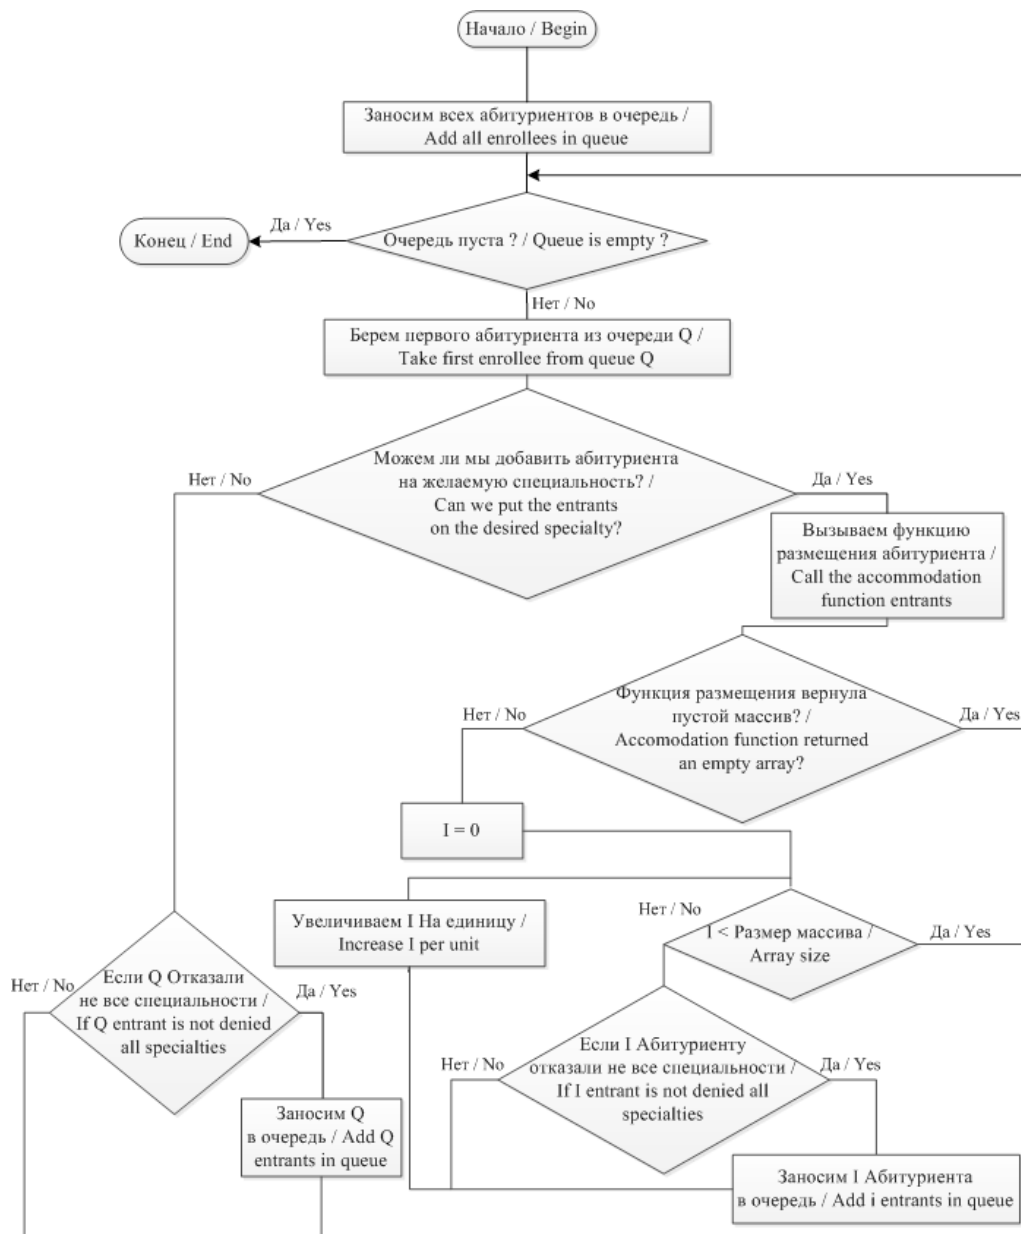 Начало / Begin
Заносим всех абитуриентов в очередь /
Add all enrollees in queue
Да / Yes
Конец / End
Очередь пуста ? / Queue is empty ?
Нет / No
Берем первого абитуриента из очереди Q /
Take first enrollee from queue Q
Можем ли мы добавить абитуриента
на желаемую специальность? /
Can we put the entrants
on the desired specialty?
Нет / No
Да / Yes
Вызываем функцию
размещения абитуриента /
Call the accommodation
function entrants
Функция размещения вернула
пустой массив? /
Accomodation function returned
an empty array?
Нет / No
Да / Yes
I = 0
Увеличиваем I На единицу /
Increase I per unit
Нет / No
I < Размер массива /
Array size
Да / Yes
Нет / No
Если Q Отказали
не все специальности /
If Q entrant is not denied
all specialties
Да / Yes
Если I Абитуриенту
отказали не все специальности /
If I entrant is not denied all
specialties
Нет / No
Да / Yes
Заносим Q
в очередь / Add Q
entrants in queue
Заносим I Абитуриента
в очередь / Add i entrants in queue